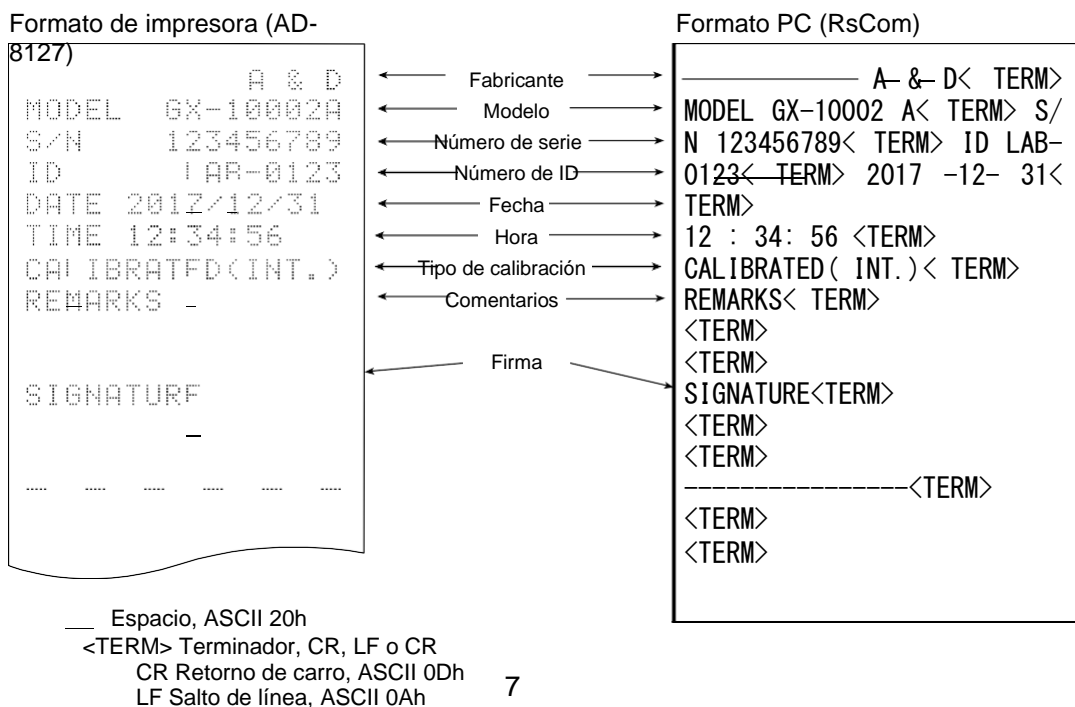 Formato de impresora (AD-
8127)
A & D
MODEL GX-10002A
S/N 123456789
ID LAB-0123
DATE 2017/12/31
TIME 12:34:56
CALIBRATED(INT.)
REMARKS
SIGNATURE
Fabricante
Modelo
Número de serie
Número de ID
Fecha
Hora
Tipo de calibración
Comentarios
Firma
Formato PC (RsCom)
A & D< TERM>
MODEL GX-10002 A< TERM> S/
N 123456789< TERM> ID LAB-
0123< TERM> 2017 -12- 31<
TERM>
12 : 34: 56 <TERM>
CALIBRATED( INT.)< TERM>
REMARKS< TERM>
<TERM>
<TERM>
SIGNATURE<TERM>
<TERM>
<TERM>
----------------<TERM>
<TERM>
<TERM>
__ Espacio, ASCII 20h
<TERM> Terminador, CR, LF o CR
CR Retorno de carro, ASCII 0Dh
LF Salto de línea, ASCII 0Ah
7